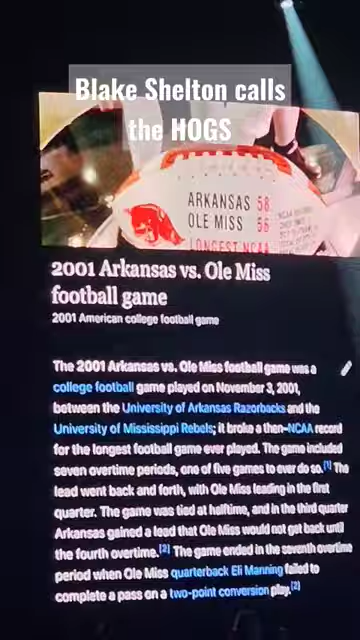 Blake Shelton calls
the HOGS
ARKANSAS 58
OLE MISS 56
LONGEST NCAA
2001 Arkansas vs. Ole Miss
football game
2001 American college football game
The 2001 Arkansas vs. Ole Miss football game was a
college football game played on November 3, 2001,
between the University of Arkansas Razorbacks and the
University of Mississippi Rebels; it broke a then–NCAA record
for the longest football game ever played. The game included
seven overtime periods, one of five games to ever do so.[1] The
lead went back and forth, with Ole Miss leading in the first
quarter. The game was tied at halftime, and in the third quarter
Arkansas gained a lead that Ole Miss would not get back until
the fourth overtime.[2] The game ended in the seventh overtime
period when Ole Miss quarterback Eli Manning failed to
complete a pass on a two-point conversion play.[2]